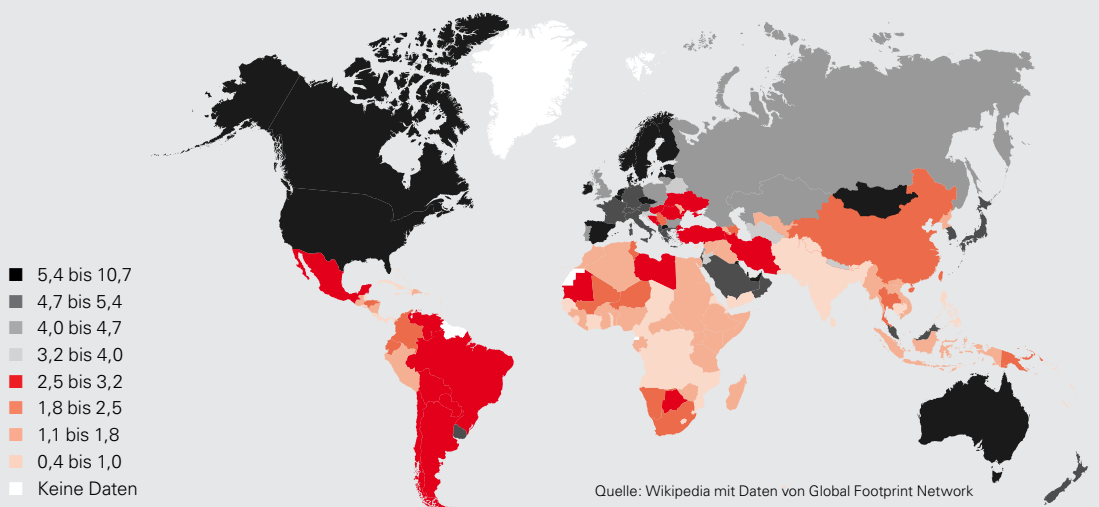 5,4 bis 10,7
4,7 bis 5,4
4,0 bis 4,7
3,2 bis 4,0
2,5 bis 3,2
1,8 bis 2,5
1,1 bis 1,8
0,4 bis 1,0
Keine Daten
Quelle: Wikipedia mit Daten von Global Footprint Network